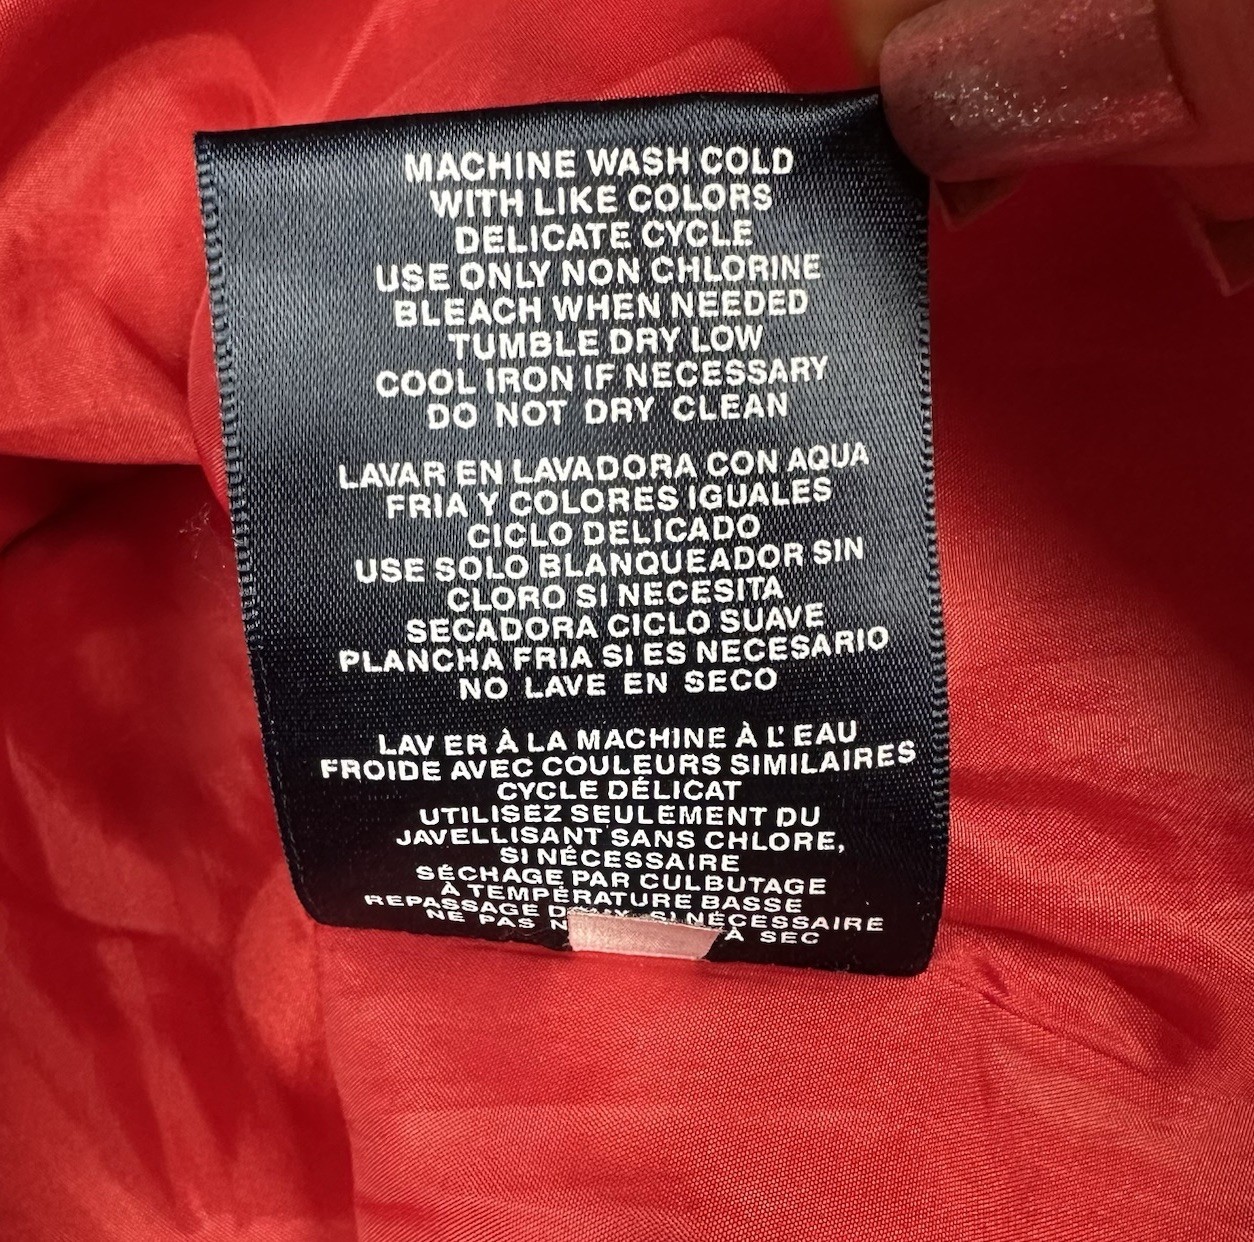 MACHINE WASH COLD
WITH LIKE COLORS
DELICATE CYCLE
USE ONLY NON CHLORINE
BLEACH WHEN NEEDED
TUMBLE DRY LOW
COOL IRON IF NECESSARY
DO NOT DRY CLEAN
LAVAR EN LAVADORA CON AQUA
FRIA Y COLORES IGUALES
CICLO DELICADO
USE SOLO BLANQUEADOR SIN
CLORO SI NECESITA
SECADORA CICLO SUAVE
PLANCHA FRIA SI ES NECESARIO
NO LAVE EN SECO
LAVER À LA MACHINE À L'EAU
FROIDE AVEC COULEURS SIMILAIRES
CYCLE DÉLICAT
UTILISEZ SEULEMENT DU
JAVELLISANT SANS CHLORE,
SI NÉCESSAIRE
SÉCHAGE PAR CULBUTAGE
À TEMPÉRATURE BASSE
REPASSAGE SI NÉCESSAIRE
NE PAS À SEC